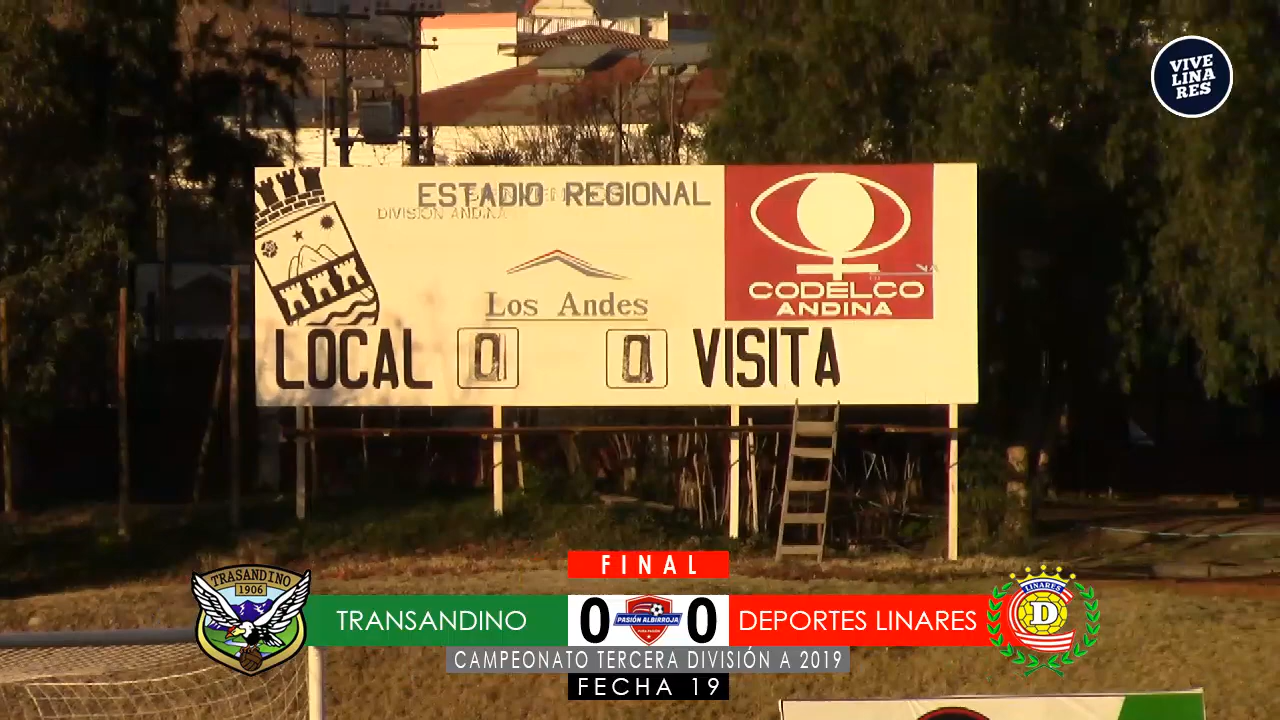 VIVE
LINA
RES
ESTADIO REGIONAL
DIVISION ANDINA
Los Andes
CODELCO
ANDINA
LOCAL 0 0 VISITA
FINAL
TRASANDINO
1906
TRANSANDINO 0 PASIÓN ALBIRROJA 0 DEPORTES LINARES
LINARES
D
CAMPEONATO TERCERA DIVISIÓN A 2019
FECHA 19